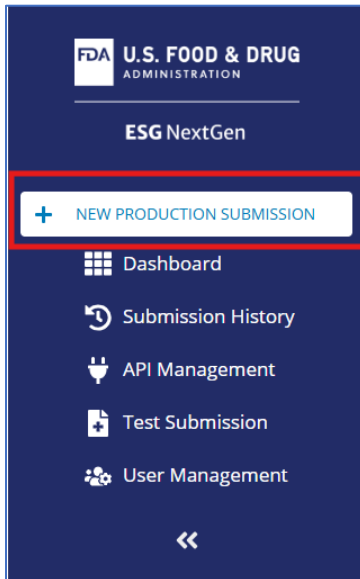 FDA
U.S. FOOD & DRUG
ADMINISTRATION
ESG NextGen
+ NEW PRODUCTION SUBMISSION
Dashboard
Submission History
API Management
Test Submission
User Management